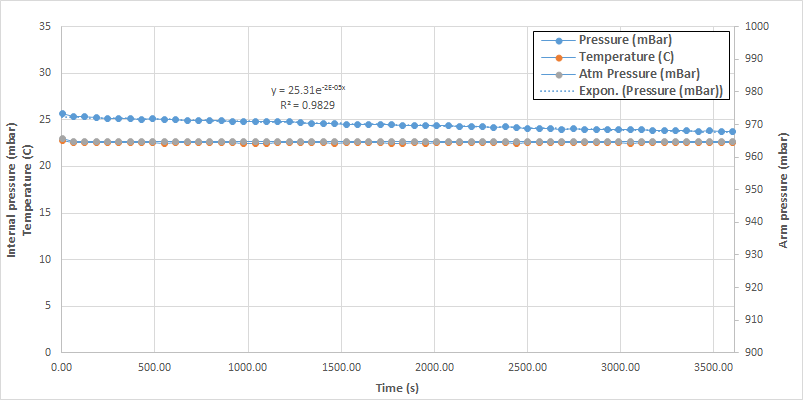 35
30
25
20
15
10
5
0
Internal pressure (mbar)
Temperature (C)
y = 25.31e^-2E-05x
R² = 0.9829
Pressure (mBar)
Temperature (C)
Atm Pressure (mBar)
Expon. (Pressure (mBar))
1000
990
980
970
960
950
940
930
920
910
900
Arm pressure (mbar)
0.00 500.00 1000.00 1500.00 2000.00 2500.00 3000.00 3500.00
Time (s)